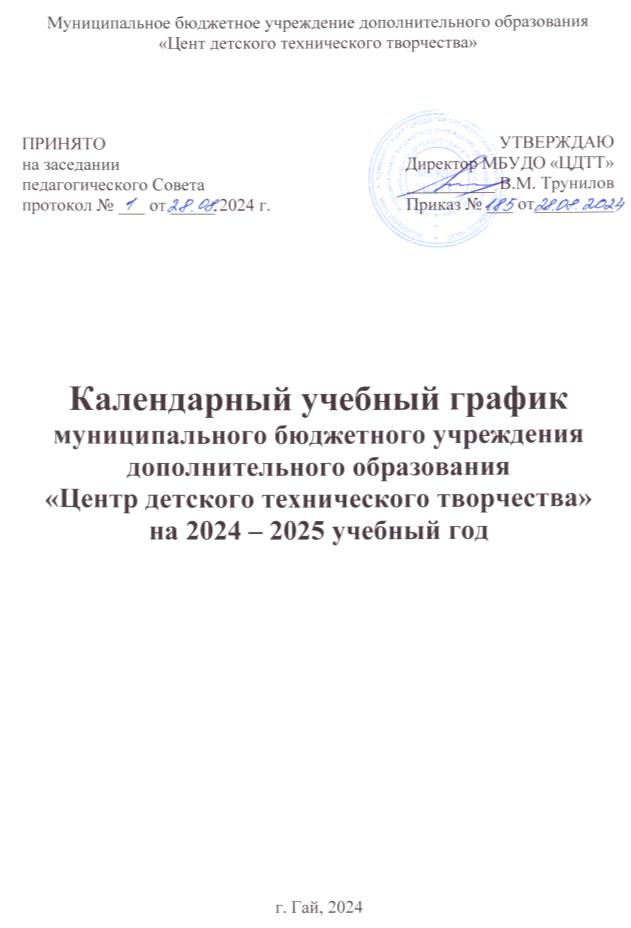 Муниципальное бюджетное учреждение дополнительного образования
«Цент детского технического творчества»
ПРИНЯТО
на заседании
педагогического Совета
протокол № 1 от 28.08.2024 г.
УТВЕРЖДАЮ
Директор МБУДО «ЦДТТ»
В.М. Трунилов
Приказ № 185 от 28.08.2024
Календарный учебный график
муниципального бюджетного учреждения
дополнительного образования
«Центр детского технического творчества»
на 2024 – 2025 учебный год
г. Гай, 2024